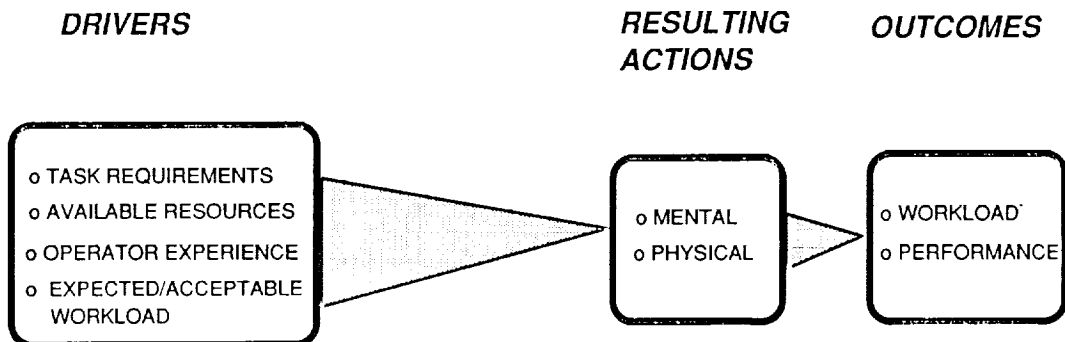 DRIVERS
RESULTING
ACTIONS
OUTCOMES
o TASK REQUIREMENTS
o AVAILABLE RESOURCES
o OPERATOR EXPERIENCE
o EXPECTED/ACCEPTABLE
WORKLOAD
o MENTAL
o PHYSICAL
o WORKLOAD
o PERFORMANCE